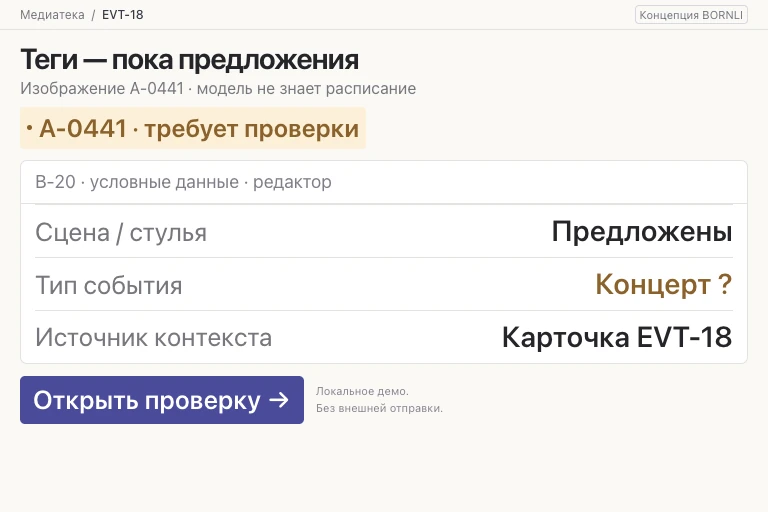 Медиатека / EVT-18
Концепция BORNLI
Теги — пока предложения
Изображение A-0441 · модель не знает расписание
• A-0441 · требует проверки
B-20 · условные данные · редактор
Сцена / стулья Предложены
Тип события Концерт ?
Источник контекста Карточка EVT-18
Открыть проверку →
Локальное демо.
Без внешней отправки.